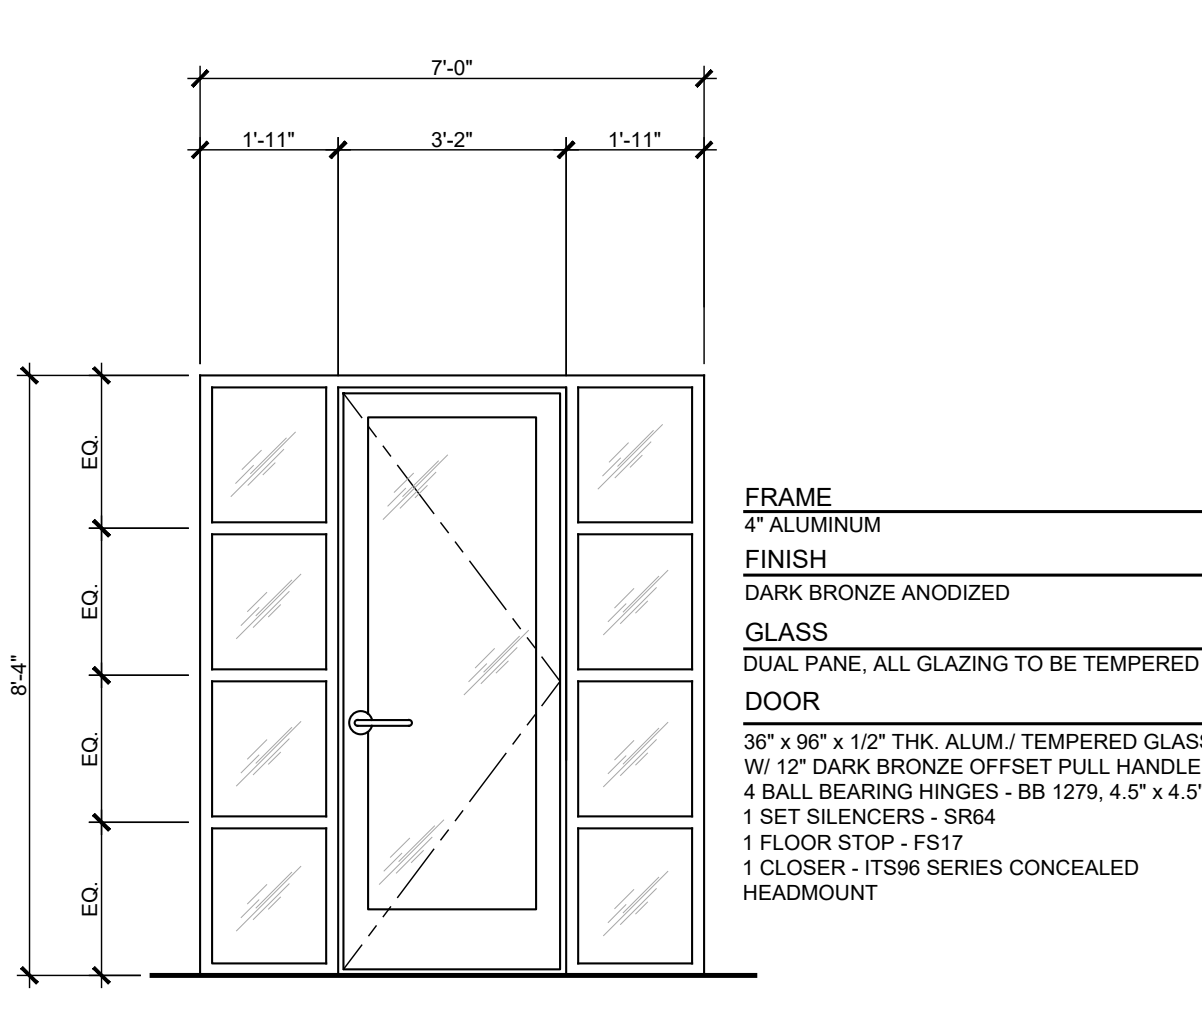 7'-0"
1'-11" 3'-2" 1'-11"
EQ.
EQ.
8'-4"
EQ.
EQ.
FRAME
4" ALUMINUM
FINISH
DARK BRONZE ANODIZED
GLASS
DUAL PANE, ALL GLAZING TO BE TEMPERED
DOOR
36" x 96" x 1/2" THK. ALUM./ TEMPERED GLASS
W/ 12" DARK BRONZE OFFSET PULL HANDLE
4 BALL BEARING HINGES - BB 1279, 4.5" x 4.5"
1 SET SILENCERS - SR64
1 FLOOR STOP - FS17
1 CLOSER - ITS96 SERIES CONCEALED
HEADMOUNT